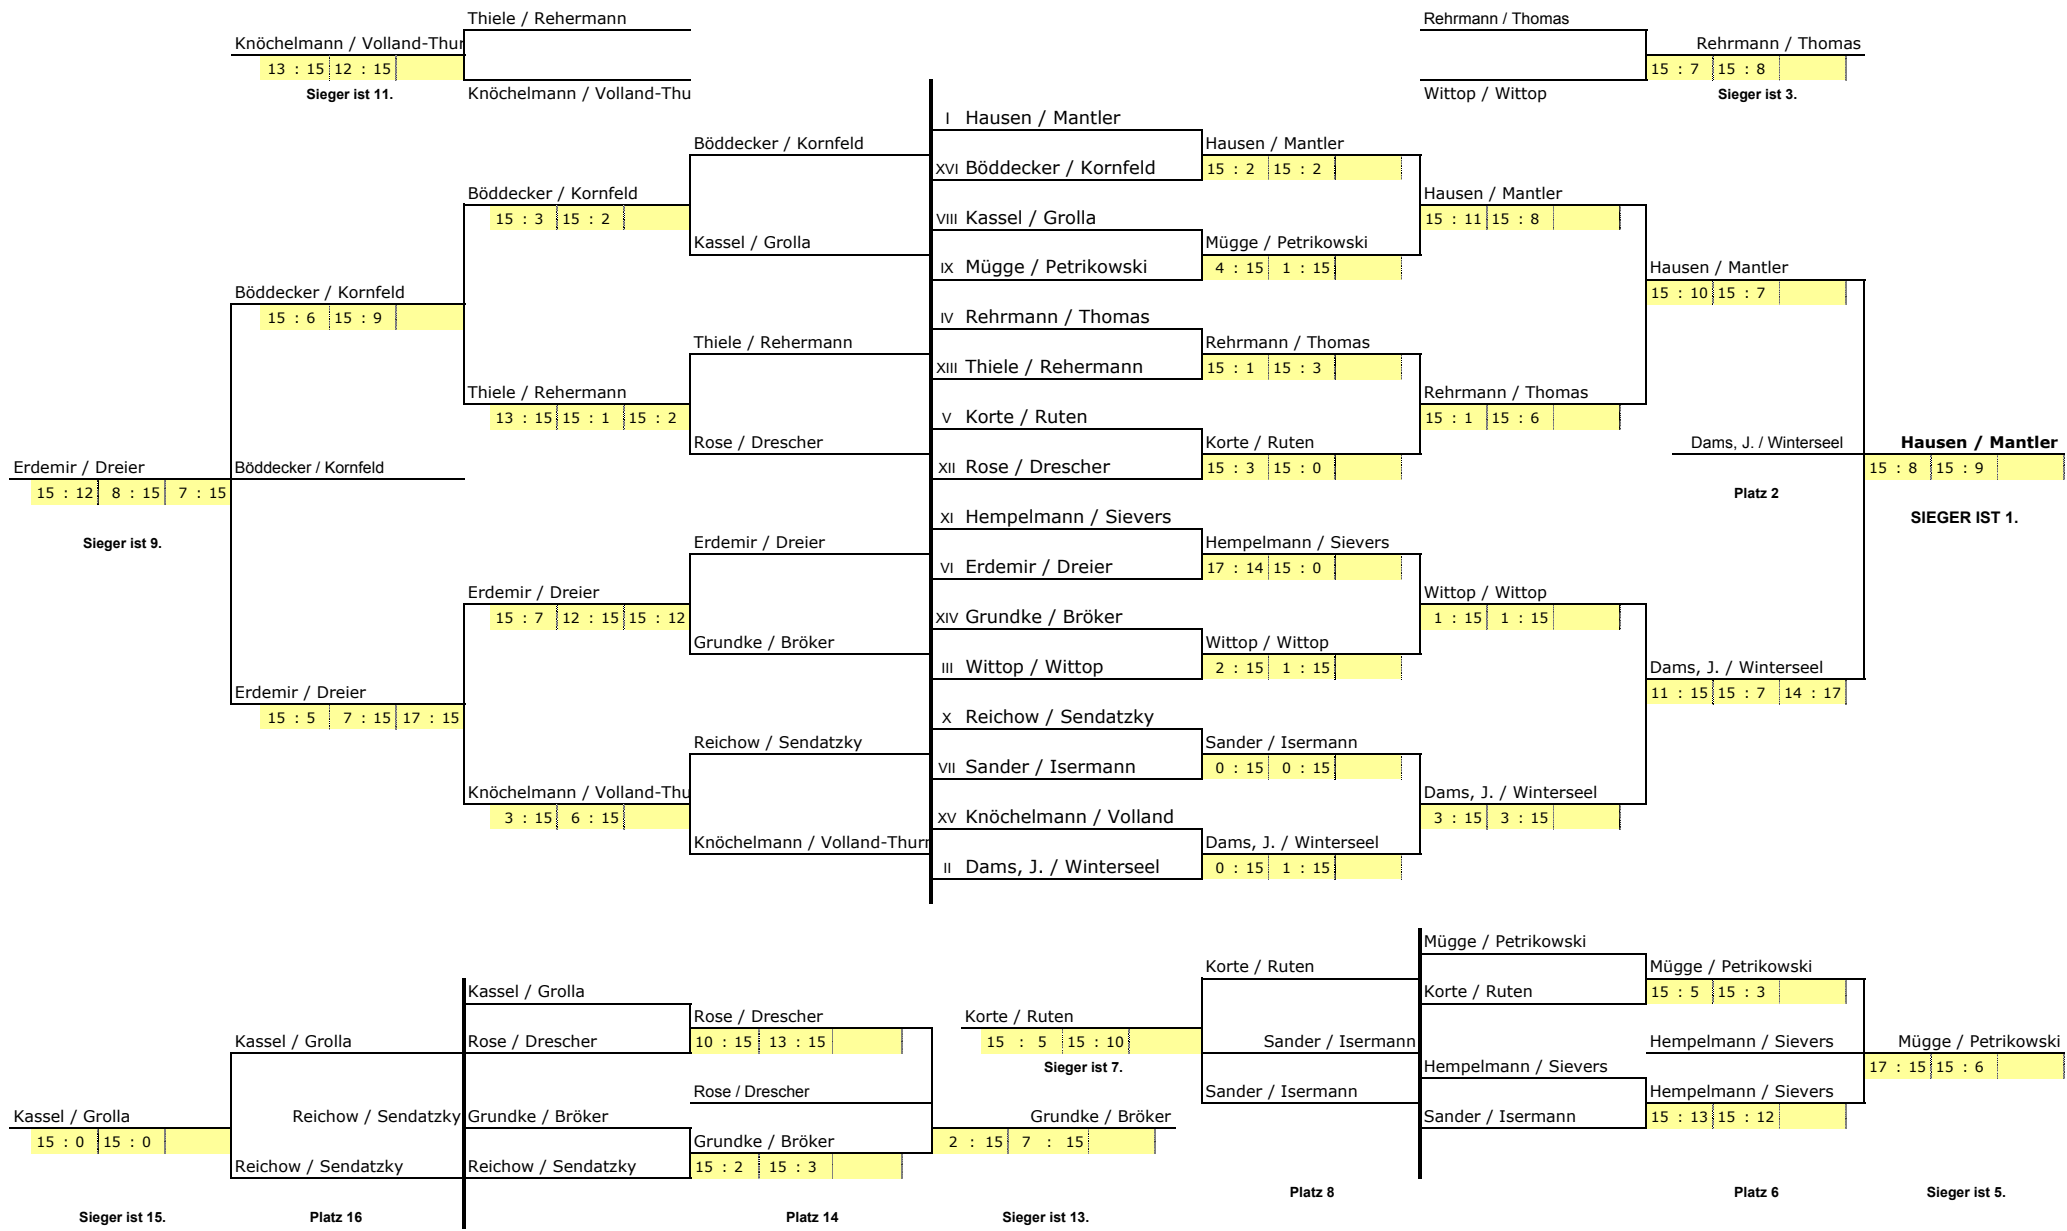 Thiele / Rehermann
Rehrmann / Thomas
Knöchelmann / Volland-Thur
Rehrmann / Thomas
13 : 15 12 : 15
15 : 7 15 : 8
Sieger ist 11.
Knöchelmann / Volland-Thu
Wittop / Wittop
Sieger ist 3.
I Hausen / Mantler
Böddecker / Kornfeld
Hausen / Mantler
XVI Böddecker / Kornfeld
15 : 2 15 : 2
Böddecker / Kornfeld
Hausen / Mantler
15 : 3 15 : 2
VIII Kassel / Grolla
15 : 11 15 : 8
Kassel / Grolla
Mügge / Petrikowski
IX Mügge / Petrikowski
4 : 15 1 : 15
Hausen / Mantler
Böddecker / Kornfeld
15 : 10 15 : 7
15 : 6 15 : 9
IV Rehrmann / Thomas
Thiele / Rehermann
Rehrmann / Thomas
XIII Thiele / Rehermann
15 : 1 15 : 3
Thiele / Rehermann
Rehrmann / Thomas
13 : 15 15 : 1 15 : 2
V Korte / Ruten
15 : 1 15 : 6
Rose / Drescher
Korte / Ruten
Dams, J. / Winterseel
Hausen / Mantler
Erdemir / Dreier
Böddecker / Kornfeld
XII Rose / Drescher
15 : 3 15 : 0
15 : 8 15 : 9
15 : 12 8 : 15 7 : 15
Platz 2
XI Hempelmann / Sievers
SIEGER IST 1.
Sieger ist 9.
Erdemir / Dreier
Hempelmann / Sievers
VI Erdemir / Dreier
17 : 14 15 : 0
Erdemir / Dreier
Wittop / Wittop
15 : 7 12 : 15 15 : 12
XIV Grundke / Bröker
1 : 15 1 : 15
Grundke / Bröker
Wittop / Wittop
III Wittop / Wittop
2 : 15 1 : 15
Dams, J. / Winterseel
Erdemir / Dreier
11 : 15 15 : 7 14 : 17
15 : 5 7 : 15 17 : 15
X Reichow / Sendatzky
Reichow / Sendatzky
Sander / Isermann
VII Sander / Isermann
0 : 15 0 : 15
Knöchelmann / Volland-Thu
Dams, J. / Winterseel
3 : 15 6 : 15
XV Knöchelmann / Volland
3 : 15 3 : 15
Knöchelmann / Volland-Thurr
Dams, J. / Winterseel
II Dams, J. / Winterseel
0 : 15 1 : 15
Mügge / Petrikowski
Korte / Ruten
Mügge / Petrikowski
Kassel / Grolla
Korte / Ruten
15 : 5 15 : 3
Rose / Drescher
Korte / Ruten
Kassel / Grolla
Rose / Drescher
10 : 15 13 : 15
15 : 5 15 : 10
Sander / Isermann
Hempelmann / Sievers
Mügge / Petrikowski
Sieger ist 7.
Hempelmann / Sievers
17 : 15 15 : 6
Rose / Drescher
Sander / Isermann
Hempelmann / Sievers
Kassel / Grolla
Reichow / Sendatzky
Grundke / Bröker
Grundke / Bröker
Sander / Isermann
15 : 13 15 : 12
15 : 0 15 : 0
Grundke / Bröker
2 : 15 7 : 15
Reichow / Sendatzky
Reichow / Sendatzky
15 : 2 15 : 3
Platz 8
Platz 6
Sieger ist 5.
Sieger ist 15.
Platz 16
Platz 14
Sieger ist 13.